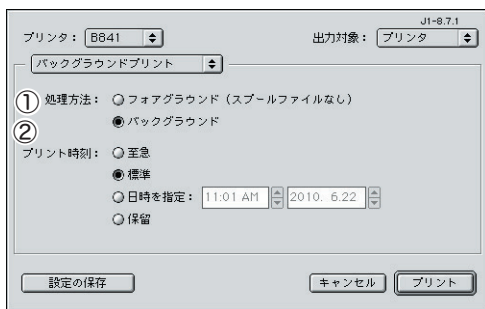 J1-8.7.1
プリンタ： B841 出力対象： プリンタ
バックグラウンドプリント
① 処理方法： フォアグラウンド（スプールファイルなし）
② バックグラウンド
プリント時刻： 至急
標準
日時を指定： 11:01 AM 2010. 6.22
保留
設定の保存 キャンセル プリント